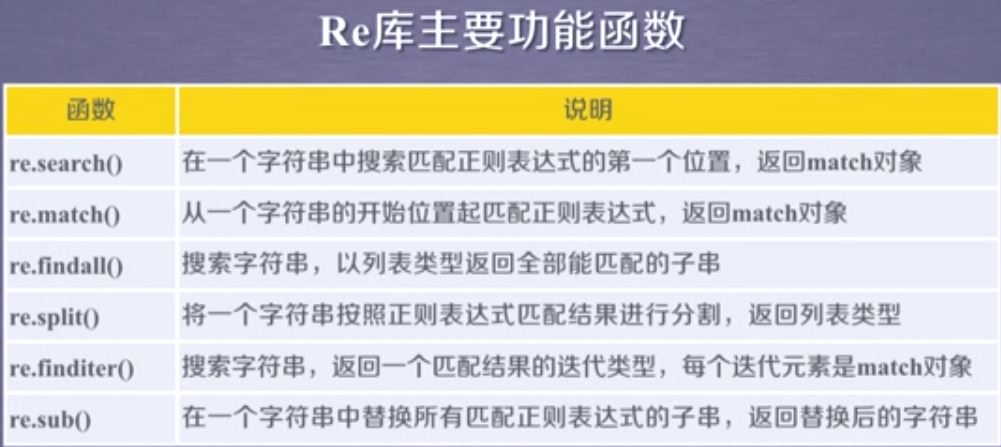 Re库主要功能函数
函数 说明
re.search() 在一个字符串中搜索匹配正则表达式的第一个位置，返回match对象
re.match() 从一个字符串的开始位置起匹配正则表达式，返回match对象
re.findall() 搜索字符串，以列表类型返回全部能匹配的子串
re.split() 将一个字符串按照正则表达式匹配结果进行分割，返回列表类型
re.finditer() 搜索字符串，返回一个匹配结果的迭代类型，每个迭代元素是match对象
re.sub() 在一个字符串中替换所有匹配正则表达式的子串，返回替换后的字符串